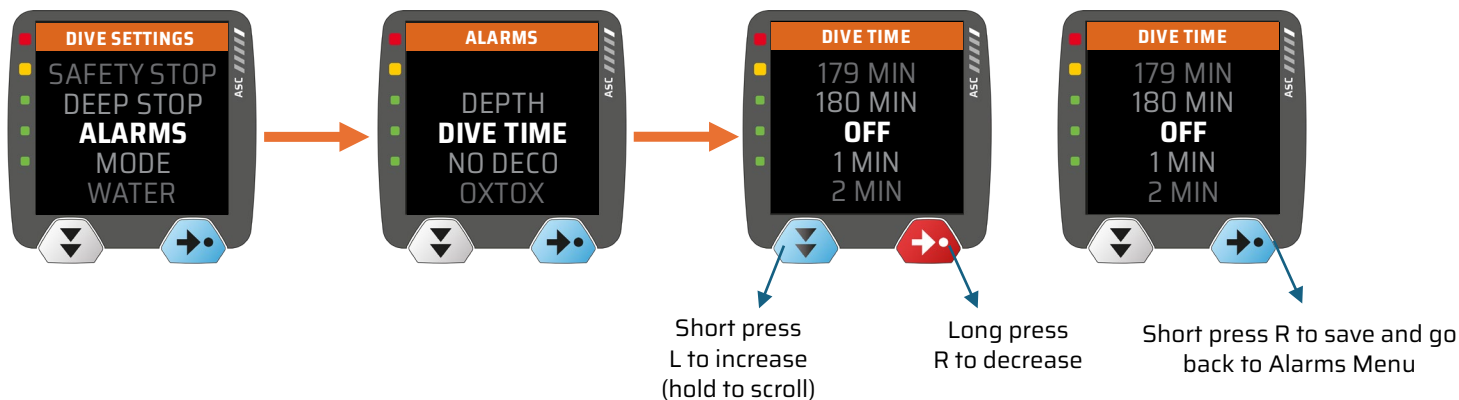 DIVE SETTINGS
SAFETY STOP
DEEP STOP
ALARMS
MODE
WATER
ASC
ALARMS
DEPTH
DIVE TIME
NO DECO
OXTOX
ASC
DIVE TIME
179 MIN
180 MIN
OFF
1 MIN
2 MIN
ASC
DIVE TIME
179 MIN
180 MIN
OFF
1 MIN
2 MIN
ASC
Short press
L to increase
(hold to scroll)
Long press
R to decrease
Short press R to save and go
back to Alarms Menu